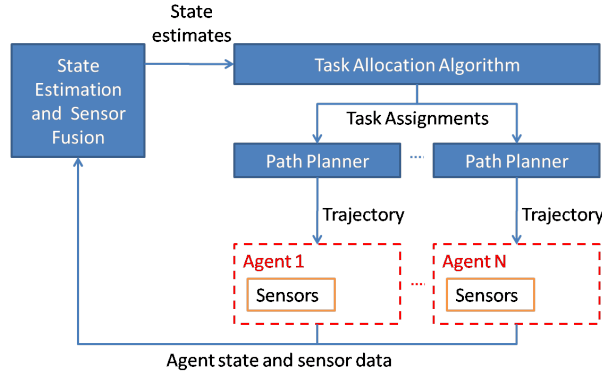 State
estimates
State
Estimation
and Sensor
Fusion
Task Allocation Algorithm
Task Assignments
Path Planner
Path Planner
Trajectory
Trajectory
Agent 1
Agent N
Sensors
Sensors
Agent state and sensor data